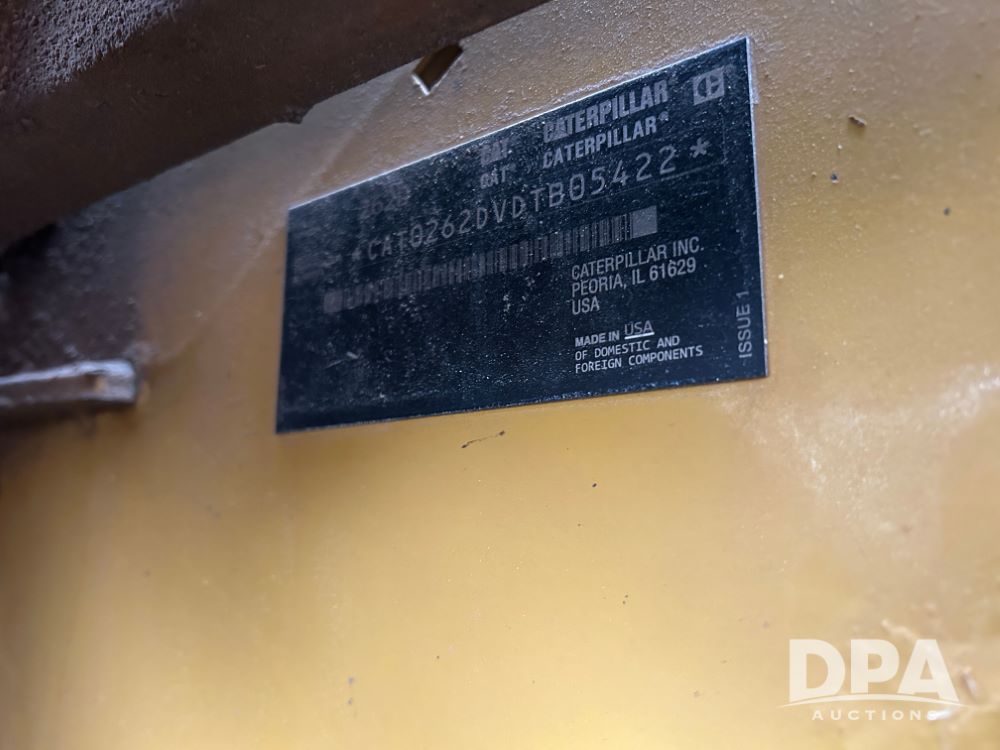 CATERPILLAR
CAT CATERPILLAR®
262D CAT®
*CAT0262DVDTB05422*
CATERPILLAR INC.
PEORIA, IL 61629
USA
MADE IN USA
OF DOMESTIC AND
FOREIGN COMPONENTS
ISSUE 1
DPA
AUCTIONS